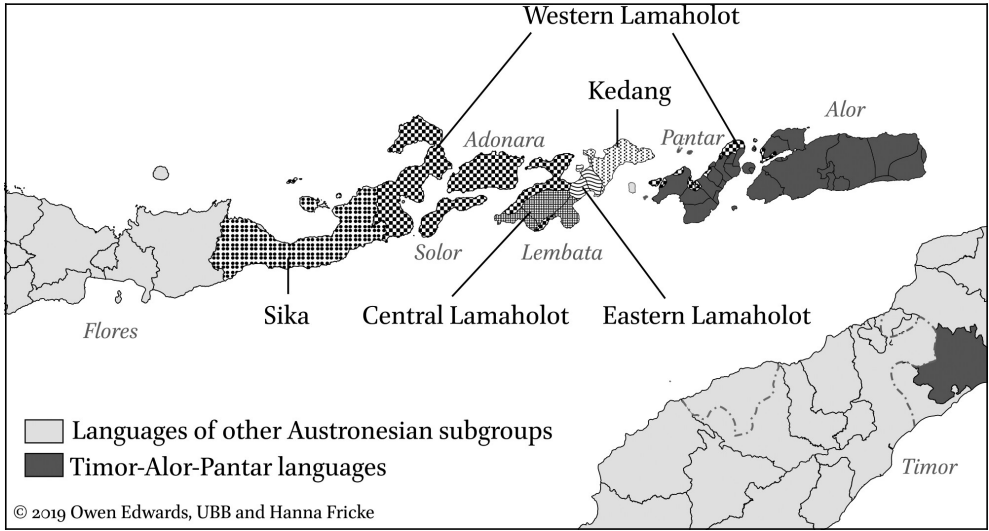 Western Lamaholot
Kedang
Alor
Adonara
Pantar
Solor
Lembata
Sika
Central Lamaholot
Eastern Lamaholot
Flores
Languages of other Austronesian subgroups
Timor-Alor-Pantar languages
Timor
© 2019 Owen Edwards, UBB and Hanna Fricke